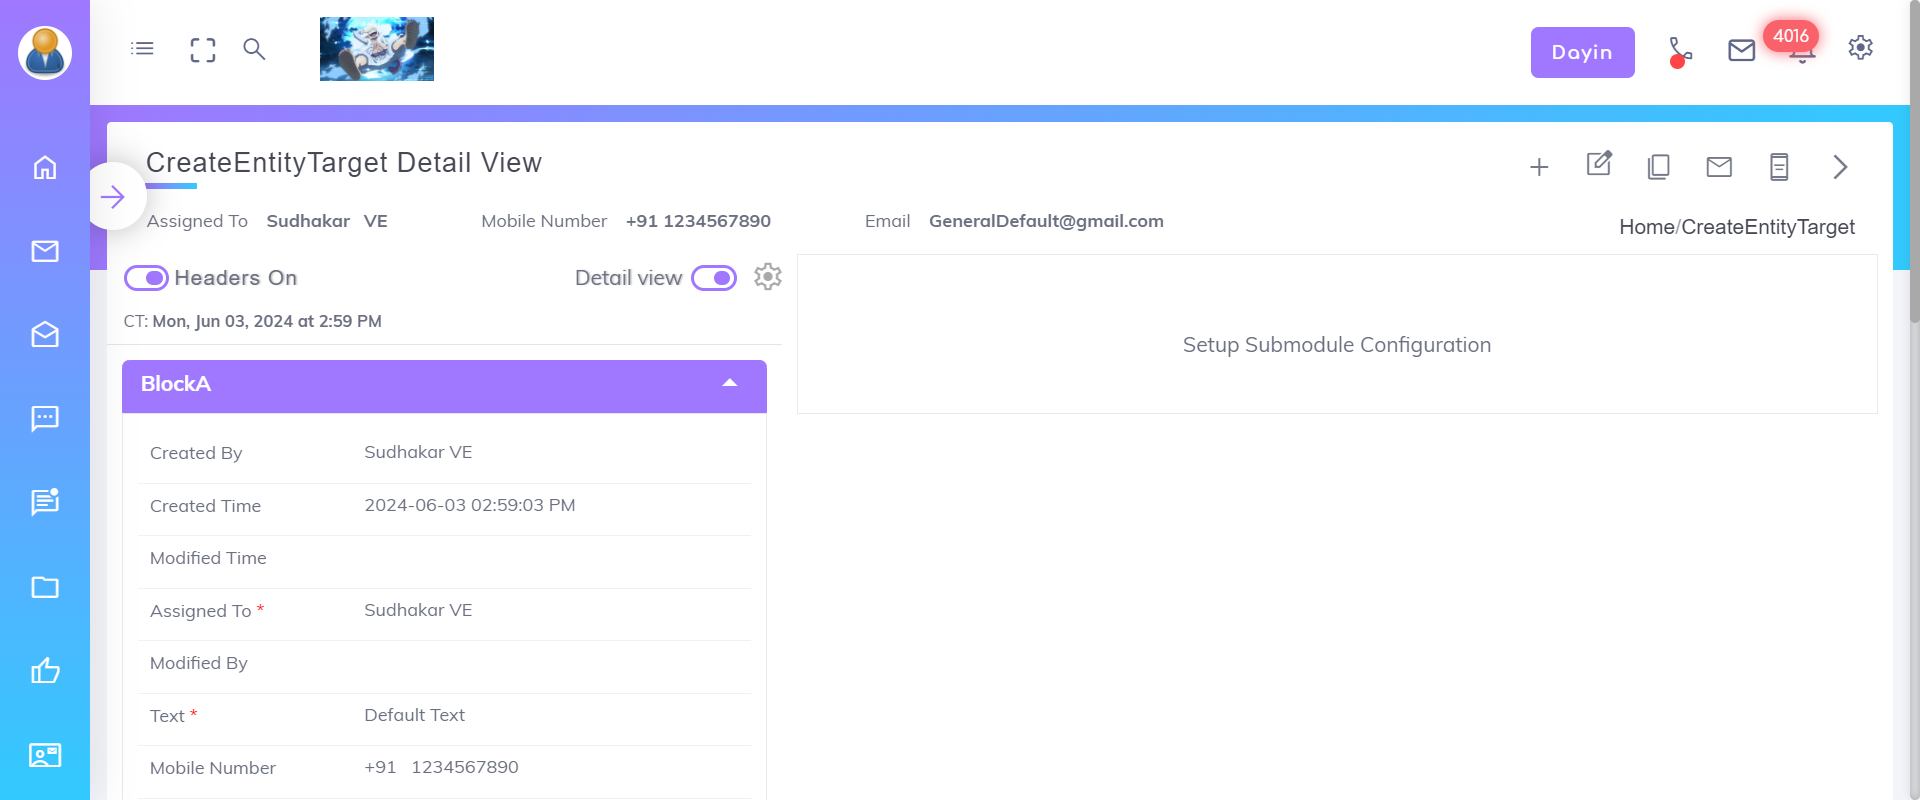 Dayin
4016
CreateEntityTarget Detail View
Assigned To Sudhakar VE
Mobile Number +91 1234567890
Email GeneralDefault@gmail.com
Home/CreateEntityTarget
Headers On
Detail view
CT: Mon, Jun 03, 2024 at 2:59 PM
Setup Submodule Configuration
BlockA
Created By Sudhakar VE
Created Time 2024-06-03 02:59:03 PM
Modified Time
Assigned To * Sudhakar VE
Modified By
Text * Default Text
Mobile Number +91 1234567890